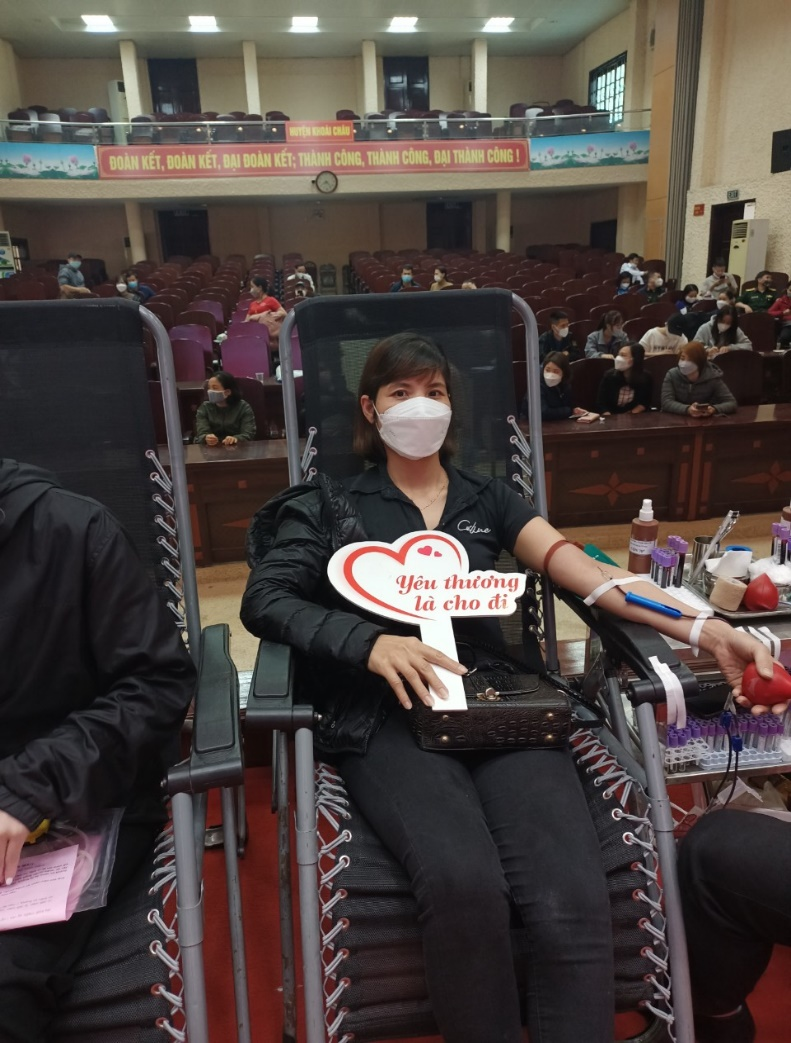 HUYỆN KHOÁI CHÂU
ĐOÀN KẾT, ĐOÀN KẾT, ĐẠI ĐOÀN KẾT; THÀNH CÔNG, THÀNH CÔNG, ĐẠI THÀNH CÔNG !
EXIT
Yêu thương
là cho đi